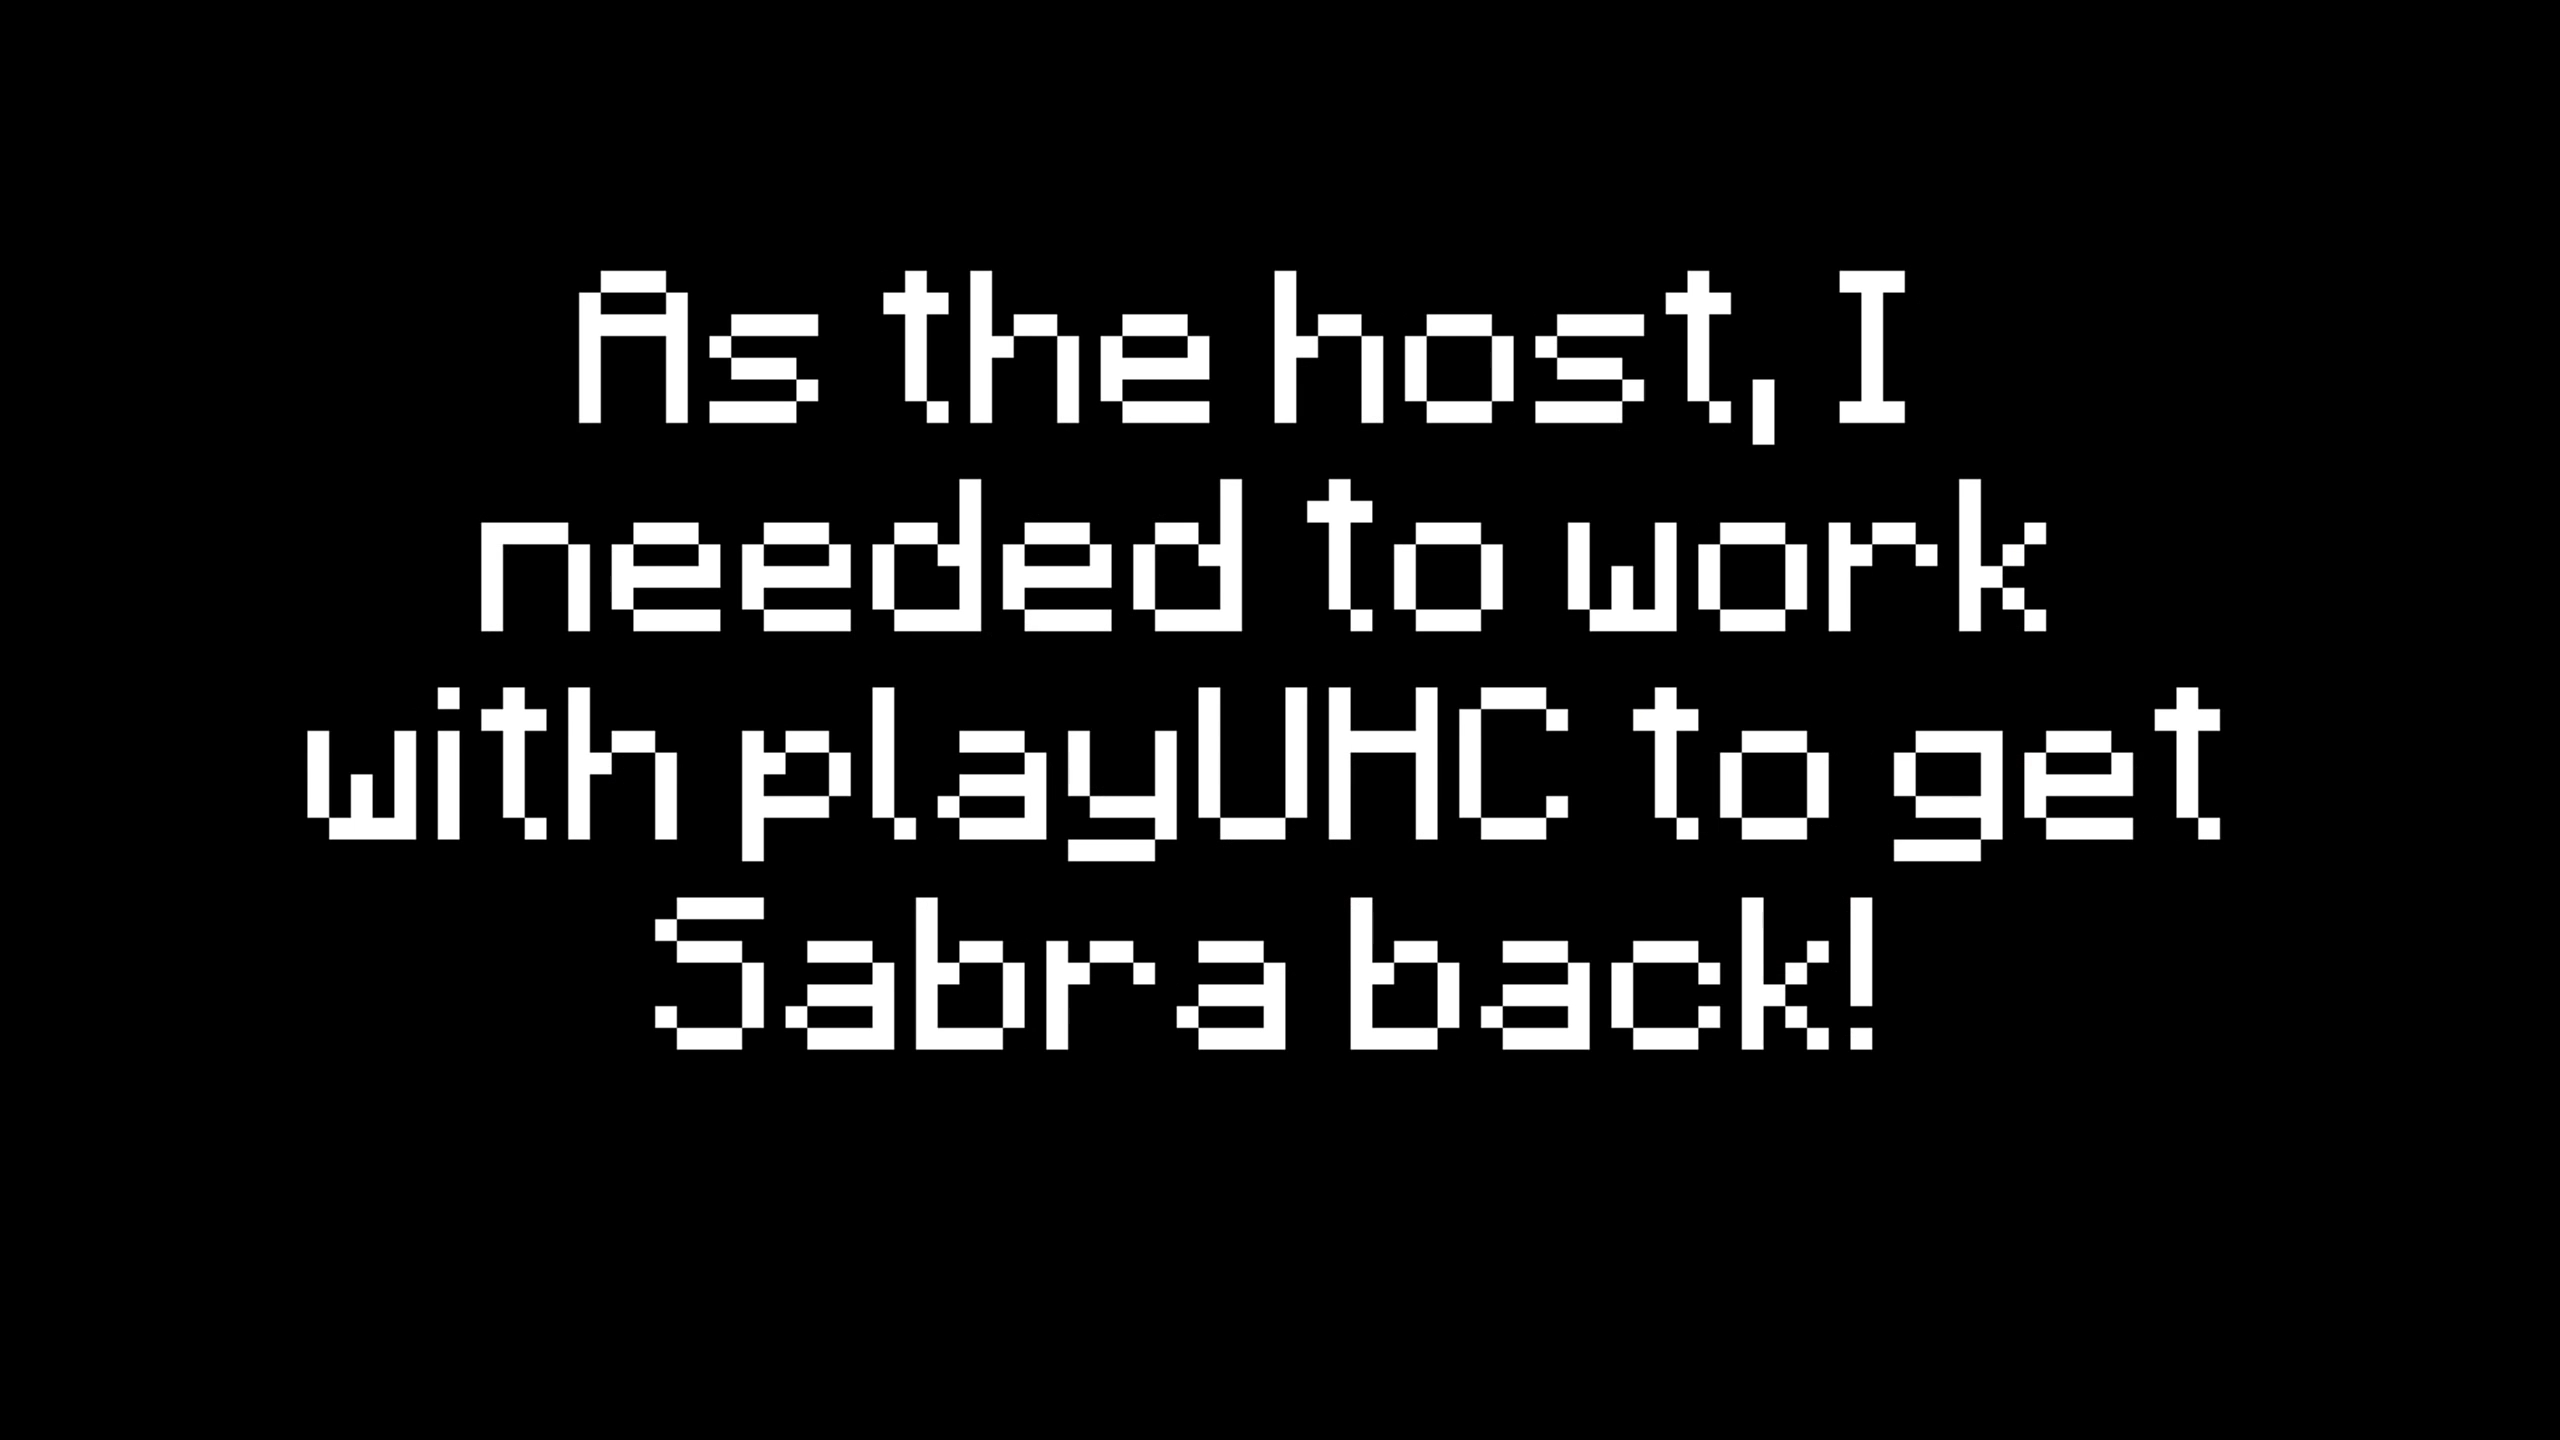 As the host, I
needed to work
with playUHC to get
Sabra back!